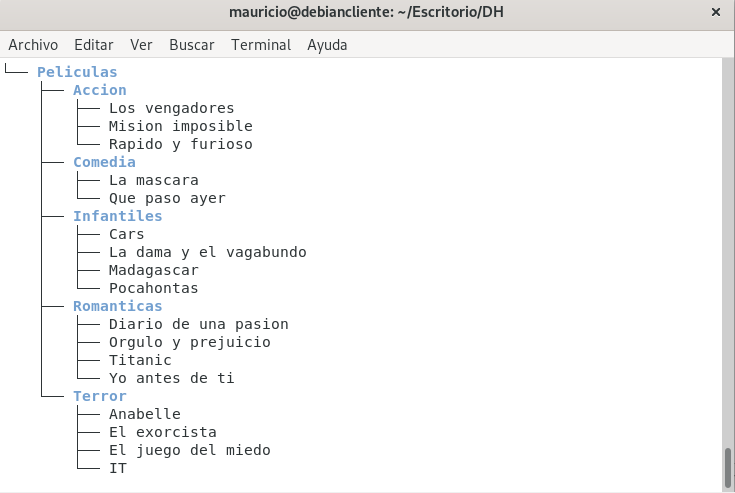 mauricio@debiancliente: ~/Escritorio/DH
×
Archivo Editar Ver Buscar Terminal Ayuda
└── Peliculas
    ├── Accion
    │   ├── Los vengadores
    │   ├── Mision imposible
    │   └── Rapido y furioso
    ├── Comedia
    │   ├── La mascara
    │   └── Que paso ayer
    ├── Infantiles
    │   ├── Cars
    │   ├── La dama y el vagabundo
    │   ├── Madagascar
    │   └── Pocahontas
    ├── Romanticas
    │   ├── Diario de una pasion
    │   ├── Orgulo y prejuicio
    │   ├── Titanic
    │   └── Yo antes de ti
    └── Terror
        ├── Anabelle
        ├── El exorcista
        ├── El juego del miedo
        └── IT